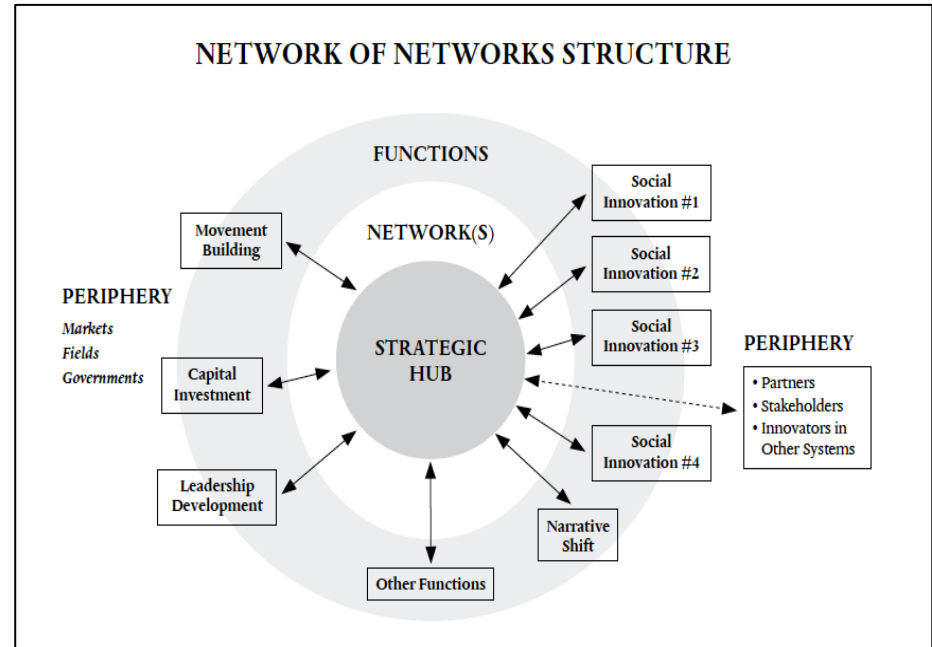 NETWORK OF NETWORKS STRUCTURE
FUNCTIONS
NETWORK(S)
STRATEGIC
HUB
Movement
Building
PERIPHERY
Markets
Fields
Governments
Capital
Investment
Leadership
Development
Other Functions
Narrative
Shift
Social
Innovation #1
Social
Innovation #2
Social
Innovation #3
Social
Innovation #4
PERIPHERY
• Partners
• Stakeholders
• Innovators in
Other Systems